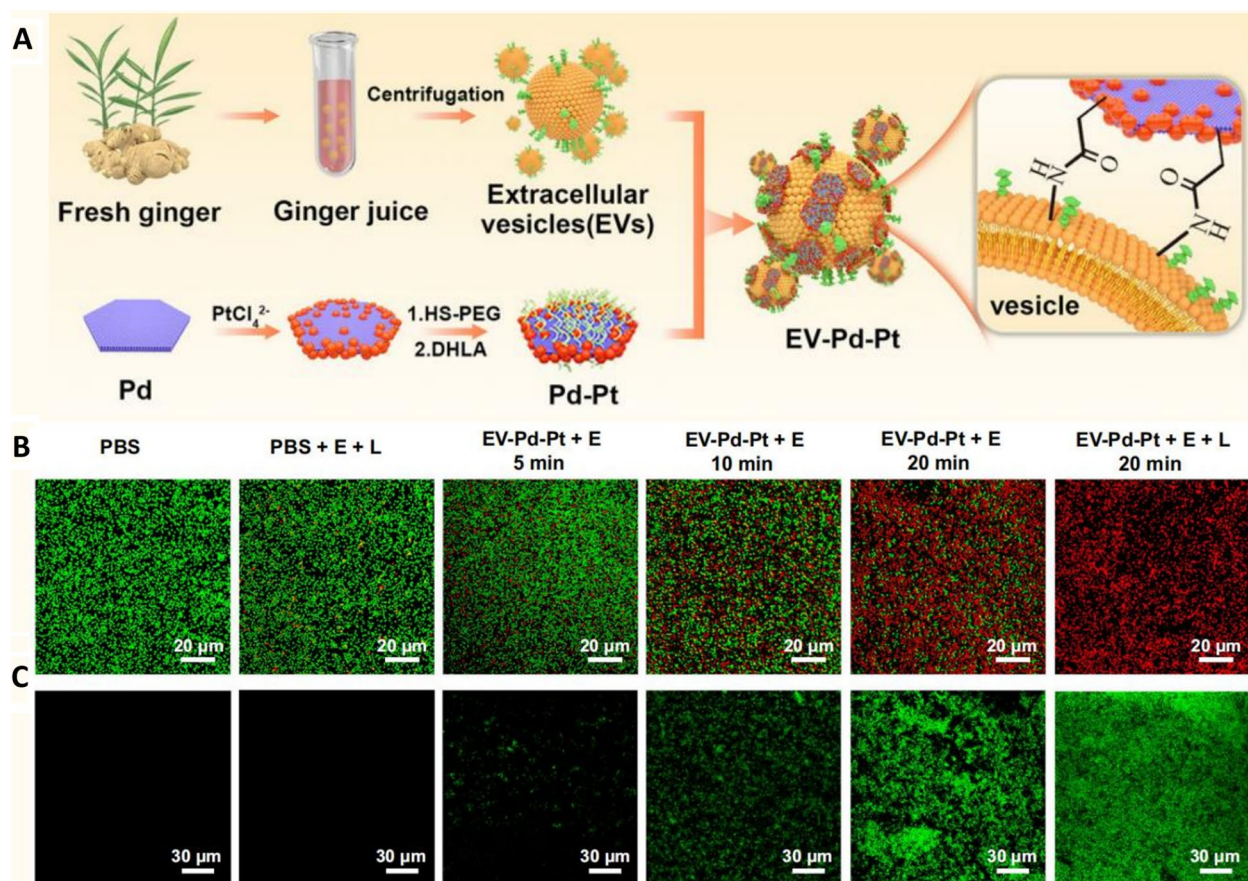 A
Fresh ginger
Ginger juice
Centrifugation
Extracellular
vesicles(EVs)
Pd
PtCl₄²⁻
1.HS-PEG
2.DHLA
Pd-Pt
EV-Pd-Pt
O
N
H
O
N
H
vesicle
B
PBS
PBS + E + L
EV-Pd-Pt + E
5 min
EV-Pd-Pt + E
10 min
EV-Pd-Pt + E
20 min
EV-Pd-Pt + E + L
20 min
20 µm
20 µm
20 µm
20 µm
20 µm
20 µm
C
30 µm
30 µm
30 µm
30 µm
30 µm
30 µm